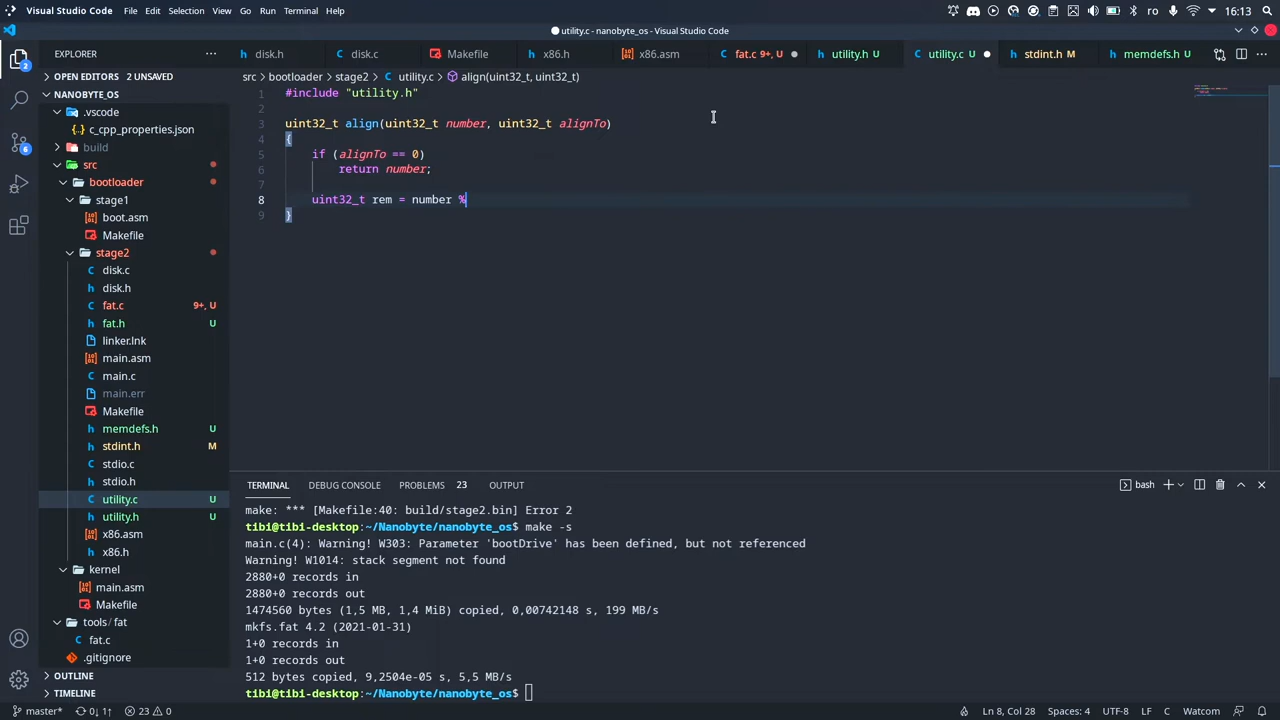 Visual Studio Code File Edit Selection View Go Run Terminal Help ro 16:13
utility.c - nanobyte_os - Visual Studio Code
EXPLORER ··· disk.h disk.c Makefile x86.h x86.asm fat.c 9+, U utility.h U utility.c U stdint.h M memdefs.h U ···
OPEN EDITORS 2 UNSAVED
src > bootloader > stage2 > utility.c > align(uint32_t, uint32_t)
NANOBYTE_OS
.vscode
c_cpp_properties.json
build
src
bootloader
stage1
boot.asm
Makefile
stage2
disk.c
disk.h
fat.c 9+, U
fat.h U
linker.lnk
main.asm
main.c
main.err
Makefile
memdefs.h U
stdint.h M
stdio.c
stdio.h
utility.c U
utility.h U
x86.asm
x86.h
kernel
main.asm
Makefile
tools / fat
fat.c
.gitignore
OUTLINE
TIMELINE
2
6
1 #include "utility.h"
2
3 uint32_t align(uint32_t number, uint32_t alignTo)
4 {
5 if (alignTo == 0)
6 return number;
7
8 uint32_t rem = number %
9 }
TERMINAL DEBUG CONSOLE PROBLEMS 23 OUTPUT bash
make: *** [Makefile:40: build/stage2.bin] Error 2
tibi@tibi-desktop:~/Nanobyte/nanobyte_os$ make -s
main.c(4): Warning! W303: Parameter 'bootDrive' has been defined, but not referenced
Warning! W1014: stack segment not found
2880+0 records in
2880+0 records out
1474560 bytes (1,5 MB, 1,4 MiB) copied, 0,00742148 s, 199 MB/s
mkfs.fat 4.2 (2021-01-31)
1+0 records in
1+0 records out
512 bytes copied, 9,2504e-05 s, 5,5 MB/s
tibi@tibi-desktop:~/Nanobyte/nanobyte_os$
master* 0↓ 1↑ 23 0 Ln 8, Col 28 Spaces: 4 UTF-8 LF C Watcom